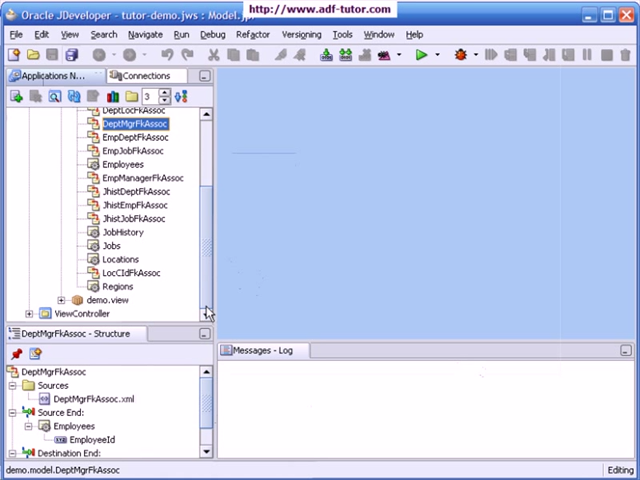 Oracle JDeveloper - tutor-demo.jws : Model.jpr
http://www.adf-tutor.com
File Edit View Search Navigate Run Debug Refactor Versioning Tools Window Help
Applications N... Connections
3
DeptLocFkAssoc
DeptMgrFkAssoc
EmpDeptFkAssoc
EmpJobFkAssoc
Employees
EmpManagerFkAssoc
JhistDeptFkAssoc
JhistEmpFkAssoc
JhistJobFkAssoc
JobHistory
Jobs
Locations
LocCIdFkAssoc
Regions
demo.view
ViewController
DeptMgrFkAssoc - Structure
Messages - Log
DeptMgrFkAssoc
Sources
DeptMgrFkAssoc.xml
Source End:
Employees
EmployeeId
Destination End:
demo.model.DeptMgrFkAssoc
Editing